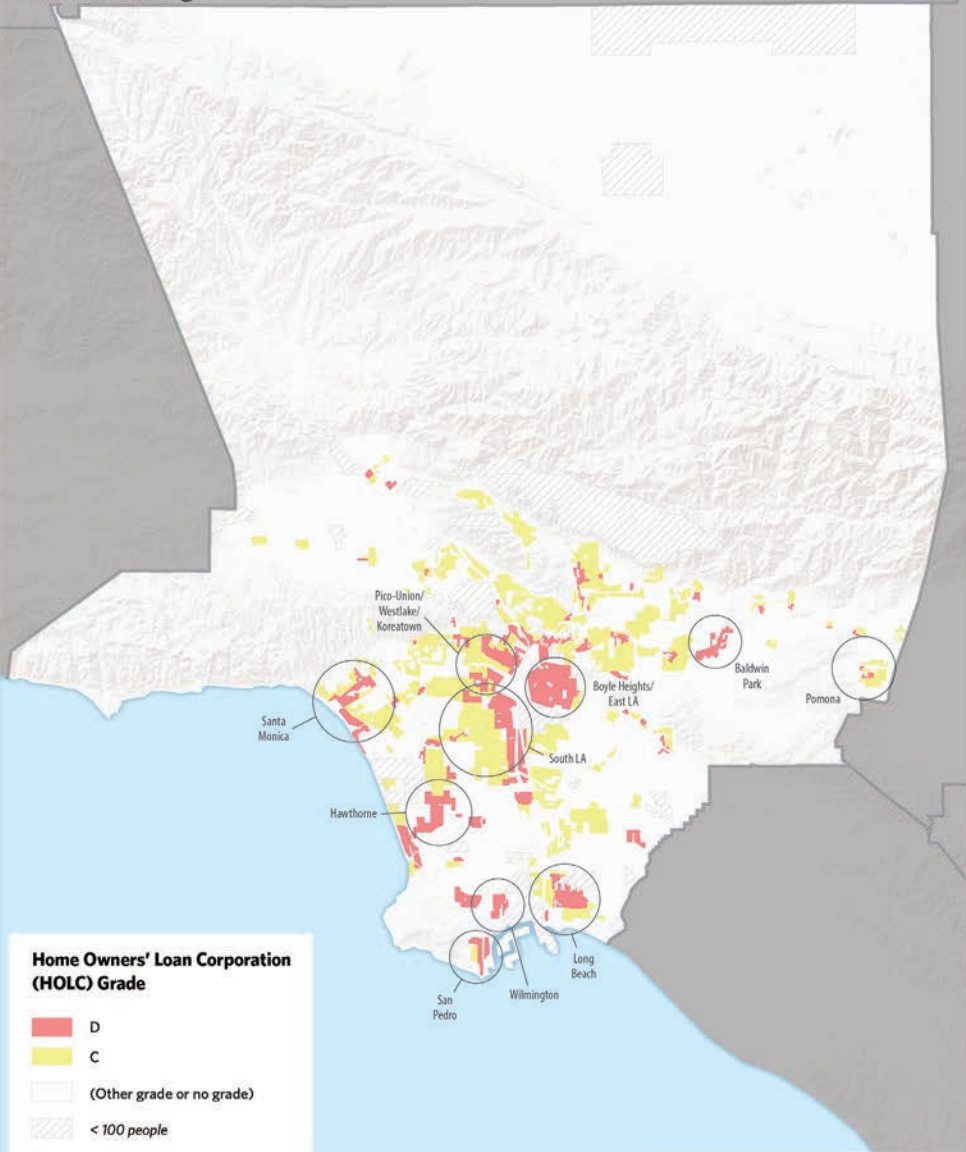 Pico-Union/
Westlake/
Koreatown
Baldwin
Park
Pomona
Boyle Heights/
East LA
Santa
Monica
South LA
Hawthorne
Long
Beach
Wilmington
San
Pedro
Home Owners' Loan Corporation
(HOLC) Grade
D
C
(Other grade or no grade)
< 100 people